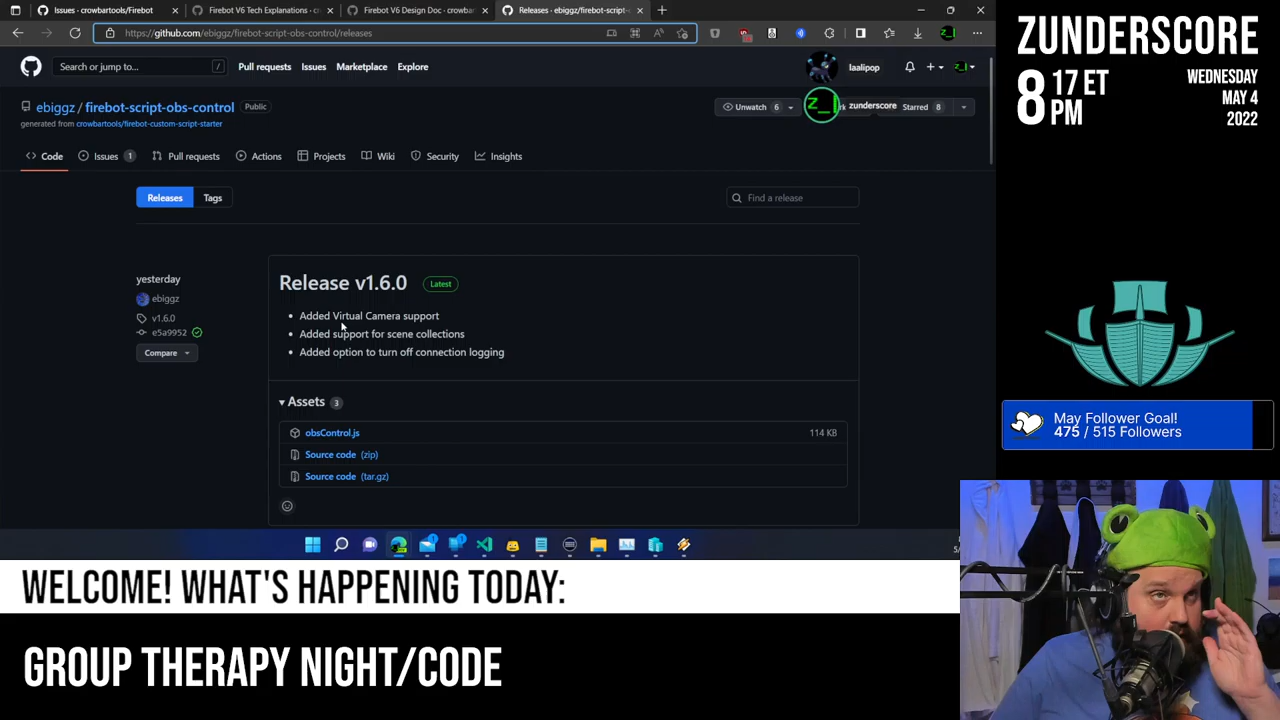 Issues - crowbartools/Firebot
Firebot V6 Tech Explanations
Firebot V6 Design Doc - crowbar
Releases - ebiggz/firebot-script-
https://github.com/ebiggz/firebot-script-obs-control/releases
Search or jump to...
/
Pull requests
Issues
Marketplace
Explore
laalipop
ebiggz / firebot-script-obs-control
Public
generated from crowbartools/firebot-custom-script-starter
Unwatch 6
zunderscore
Starred 8
Code
Issues 1
Pull requests
Actions
Projects
Wiki
Security
Insights
Releases
Tags
Find a release
yesterday
ebiggz
v1.6.0
e5a9952
Compare
Release v1.6.0
Latest
Added Virtual Camera support
Added support for scene collections
Added option to turn off connection logging
Assets 3
obsControl.js
114 KB
Source code (zip)
Source code (tar.gz)
ZUNDERSCORE
8 17 ET
PM
WEDNESDAY
MAY 4
2022
May Follower Goal!
475 / 515 Followers
WELCOME! WHAT'S HAPPENING TODAY:
GROUP THERAPY NIGHT/CODE